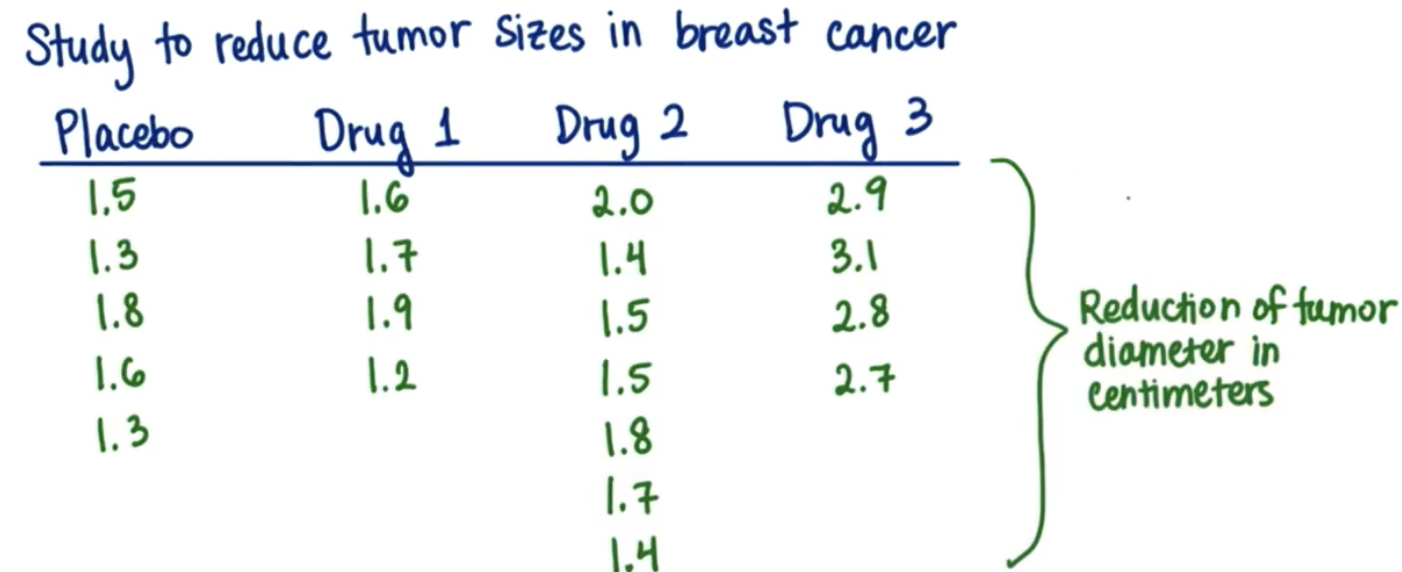 Study to reduce tumor sizes in breast cancer
Placebo Drug 1 Drug 2 Drug 3
1.5 1.6 2.0 2.9
1.3 1.7 1.4 3.1
1.8 1.9 1.5 2.8
1.6 1.2 1.5 2.7
1.3 1.8
1.7
1.4
Reduction of tumor
diameter in
centimeters